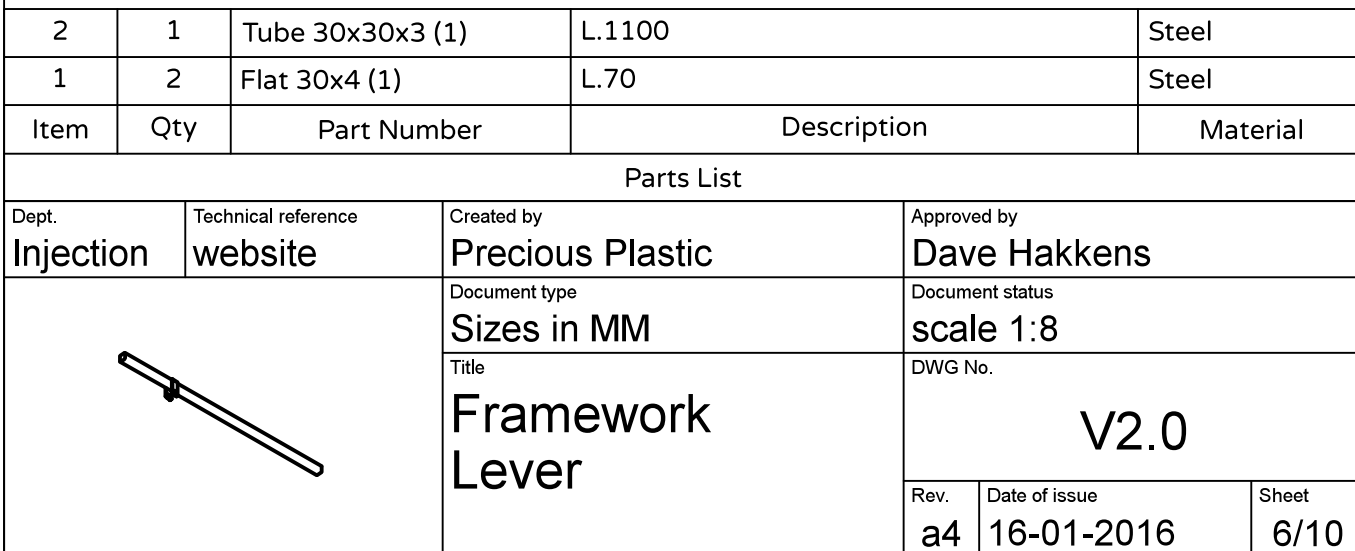 2 1 Tube 30x30x3 (1) L.1100 Steel
1 2 Flat 30x4 (1) L.70 Steel
Item Qty Part Number Description Material
Parts List
Dept. Technical reference Created by Approved by
Injection website Precious Plastic Dave Hakkens
Document type Document status
Sizes in MM scale 1:8
Title DWG No.
Framework
Lever
V2.0
Rev. Date of issue Sheet
a4 16-01-2016 6/10